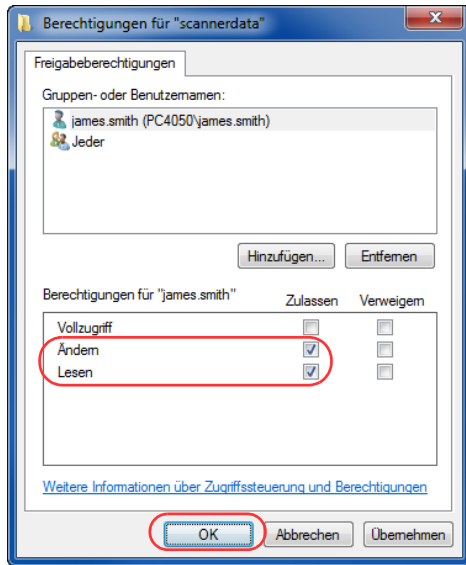 Berechtigungen für "scannerdata"
Freigabeberechtigungen
Gruppen- oder Benutzernamen:
james.smith (PC4050\james.smith)
Jeder
Hinzufügen... Entfernen
Berechtigungen für "james.smith" Zulassen Verweigern
Vollzugriff
Ändern
Lesen
Weitere Informationen über Zugriffssteuerung und Berechtigungen
OK Abbrechen Übernehmen